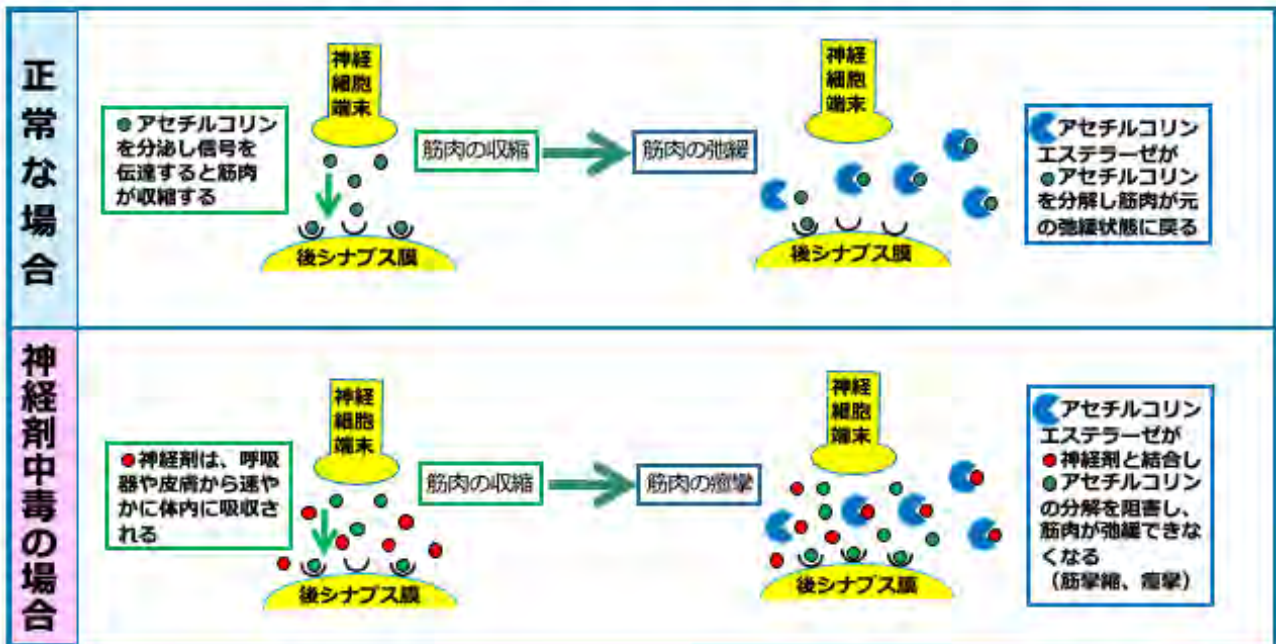 正常な場合
神経
細胞
端末
アセチルコリン
を分泌し信号を
伝達すると筋肉
が収縮する
後シナプス膜
筋肉の収縮
筋肉の弛緩
神経
細胞
端末
後シナプス膜
アセチルコリン
エステラーゼが
アセチルコリン
を分解し筋肉が元
の弛緩状態に戻る
神経剤中毒の場合
神経
細胞
端末
神経剤は、呼吸
器や皮膚から速や
かに体内に吸収さ
れる
後シナプス膜
筋肉の収縮
筋肉の痙攣
神経
細胞
端末
後シナプス膜
アセチルコリン
エステラーゼが
神経剤と結合し
アセチルコリン
の分解を阻害し、
筋肉が弛緩できな
くなる
（筋攣縮、痙攣）